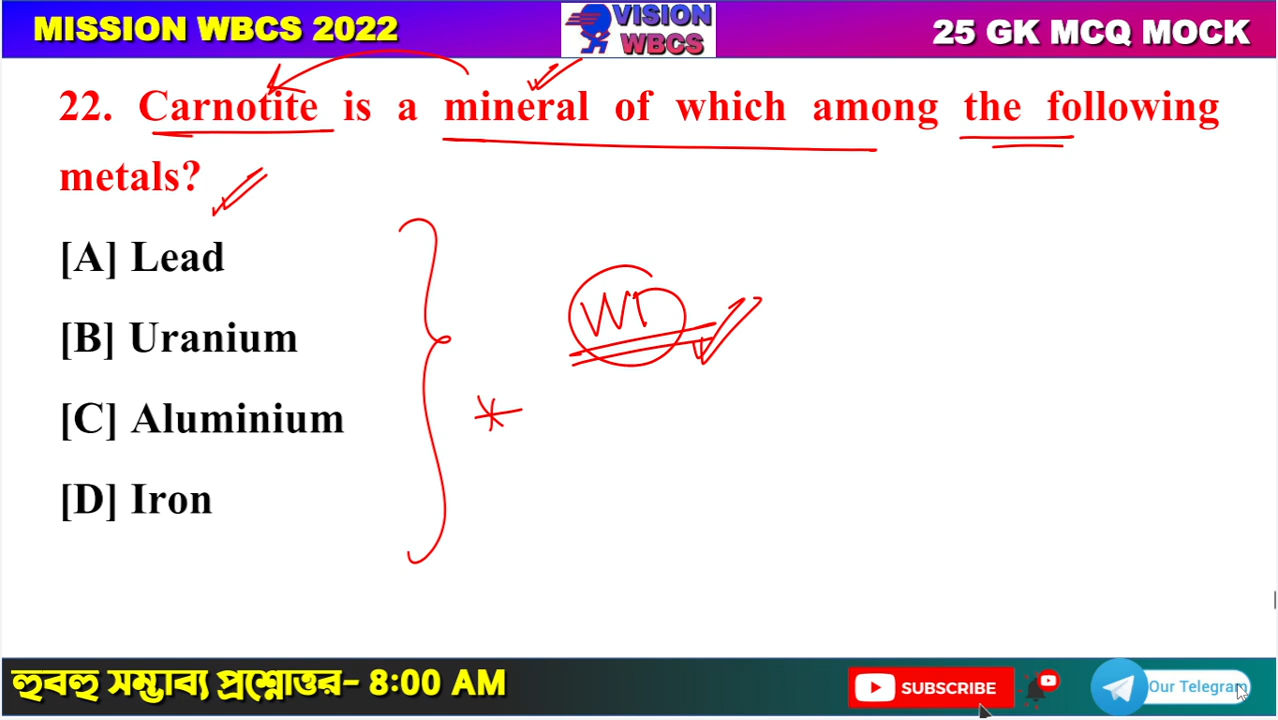 MISSION WBCS 2022
VISION
WBCS
25 GK MCQ MOCK
22. Carnotite is a mineral of which among the following
metals?
[A] Lead
[B] Uranium
[C] Aluminium
[D] Iron
হুবহু সম্ভাব্য প্রশ্নোত্তর- 8:00 AM
SUBSCRIBE
Our Telegram